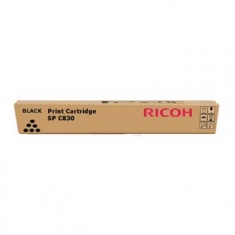 BLACK Print Cartridge
SP C830
RICOH